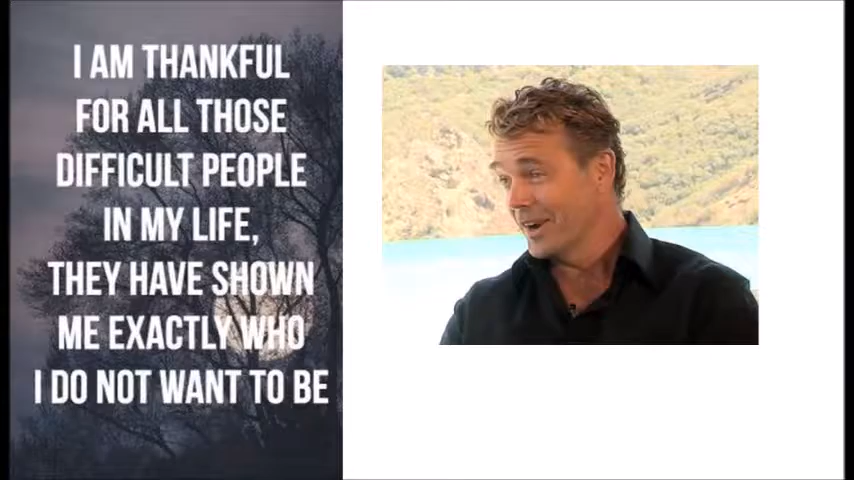 I AM THANKFUL
FOR ALL THOSE
DIFFICULT PEOPLE
IN MY LIFE,
THEY HAVE SHOWN
ME EXACTLY WHO
I DO NOT WANT TO BE